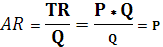 AR = TR/Q = P * Q/Q = P